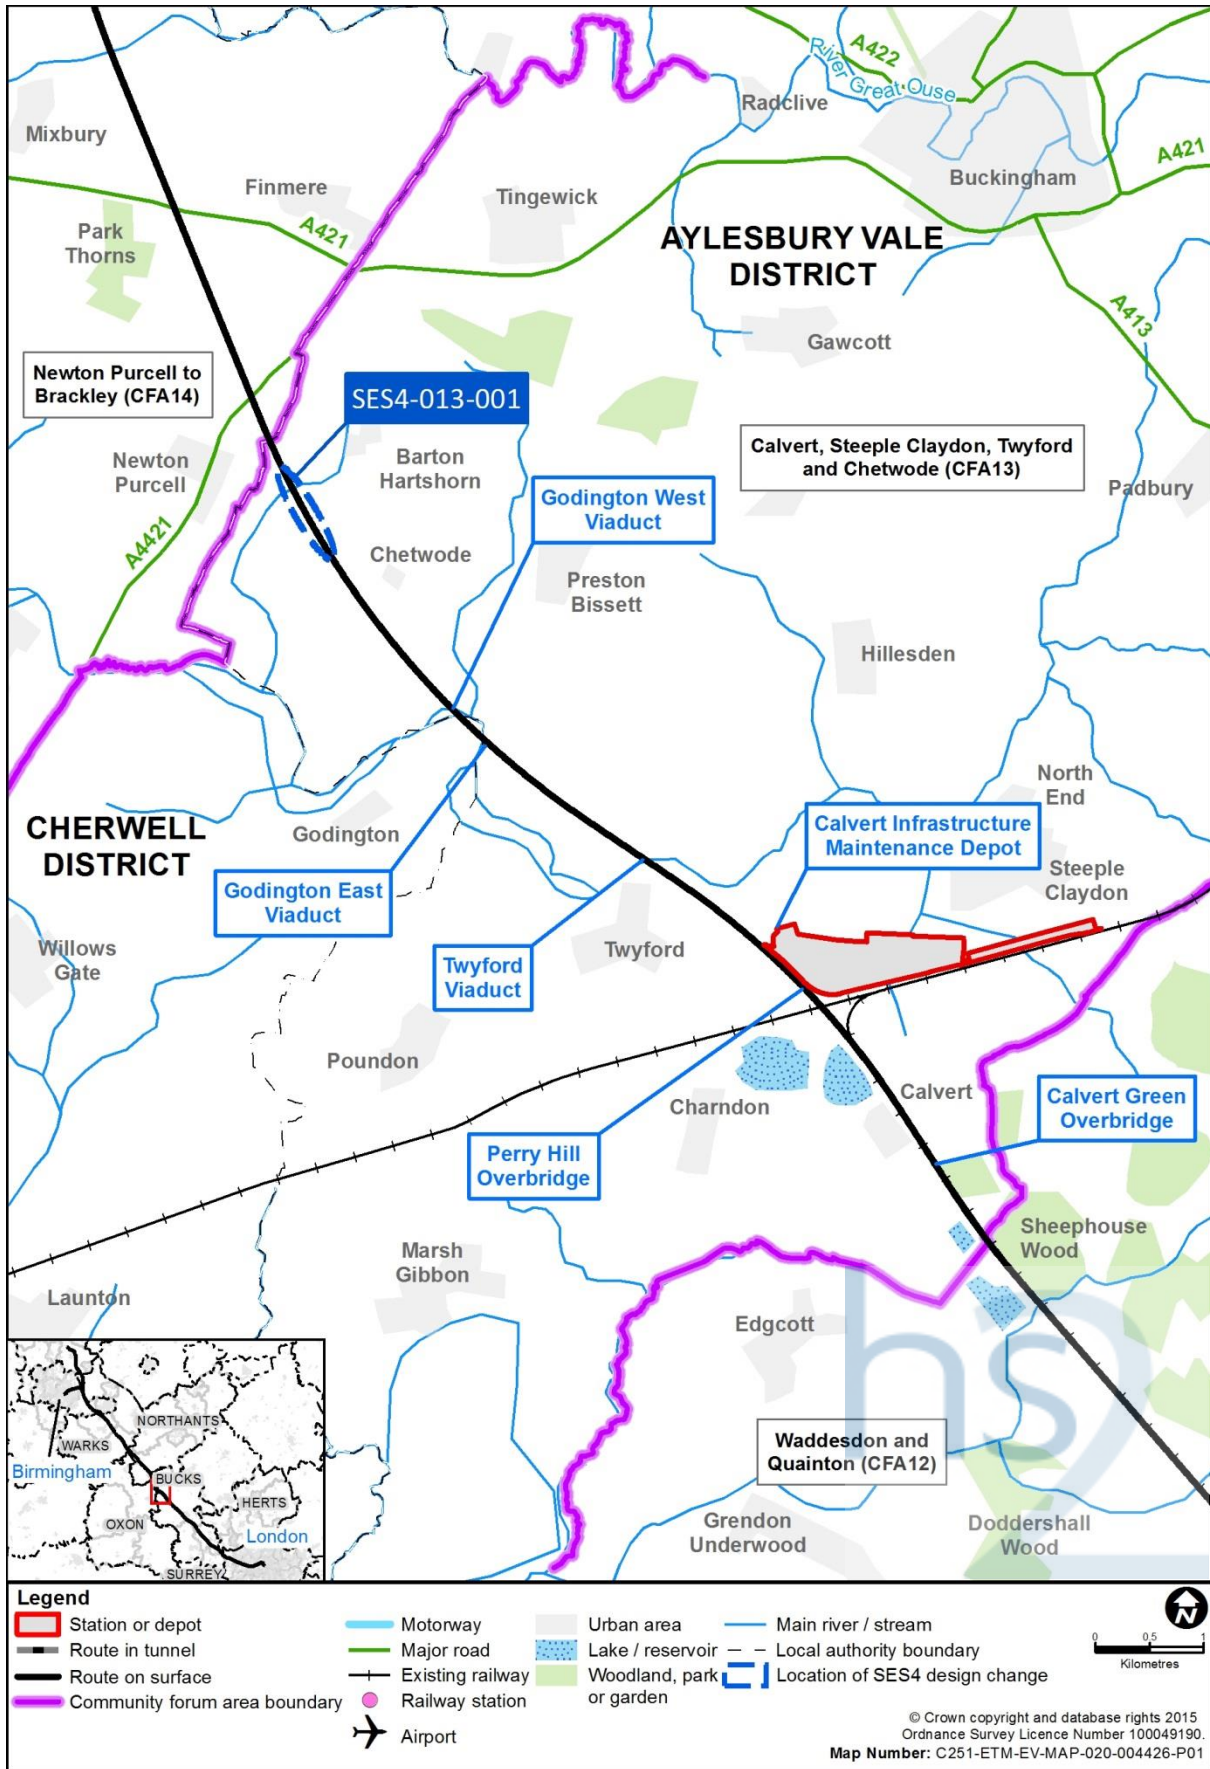 A422
River Great Ouse
Radclive
Mixbury
Buckingham
A421
Finmere
Tingewick
A421
Park
Thorns
AYLESBURY VALE
DISTRICT
A413
Gawcott
Newton Purcell to
Brackley (CFA14)
SES4-013-001
Calvert, Steeple Claydon, Twyford
and Chetwode (CFA13)
Barton
Hartshorn
Newton
Purcell
Padbury
Godington West
Viaduct
A4421
Chetwode
Preston
Bissett
Hillesden
North
End
CHERWELL
DISTRICT
Godington
Calvert Infrastructure
Maintenance Depot
Steeple
Claydon
Godington East
Viaduct
Willows
Gate
Twyford
Twyford
Viaduct
Poundon
Charndon
Calvert
Calvert Green
Overbridge
Perry Hill
Overbridge
Sheephouse
Wood
Marsh
Gibbon
Launton
Edgcott
hs2
NORTHANTS
WARKS
Birmingham
BUCKS
HERTS
OXON
London
SURREY
Waddesdon and
Quainton (CFA12)
Grendon
Underwood
Doddershall
Wood
Legend
Station or depot
Route in tunnel
Route on surface
Community forum area boundary
Motorway
Major road
Existing railway
Railway station
Airport
Urban area
Lake / reservoir
Woodland, park
or garden
Main river / stream
Local authority boundary
Location of SES4 design change
N
0 0.5 1
Kilometres
© Crown copyright and database rights 2015
Ordnance Survey Licence Number 100049190.
Map Number: C251-ETM-EV-MAP-020-004426-P01